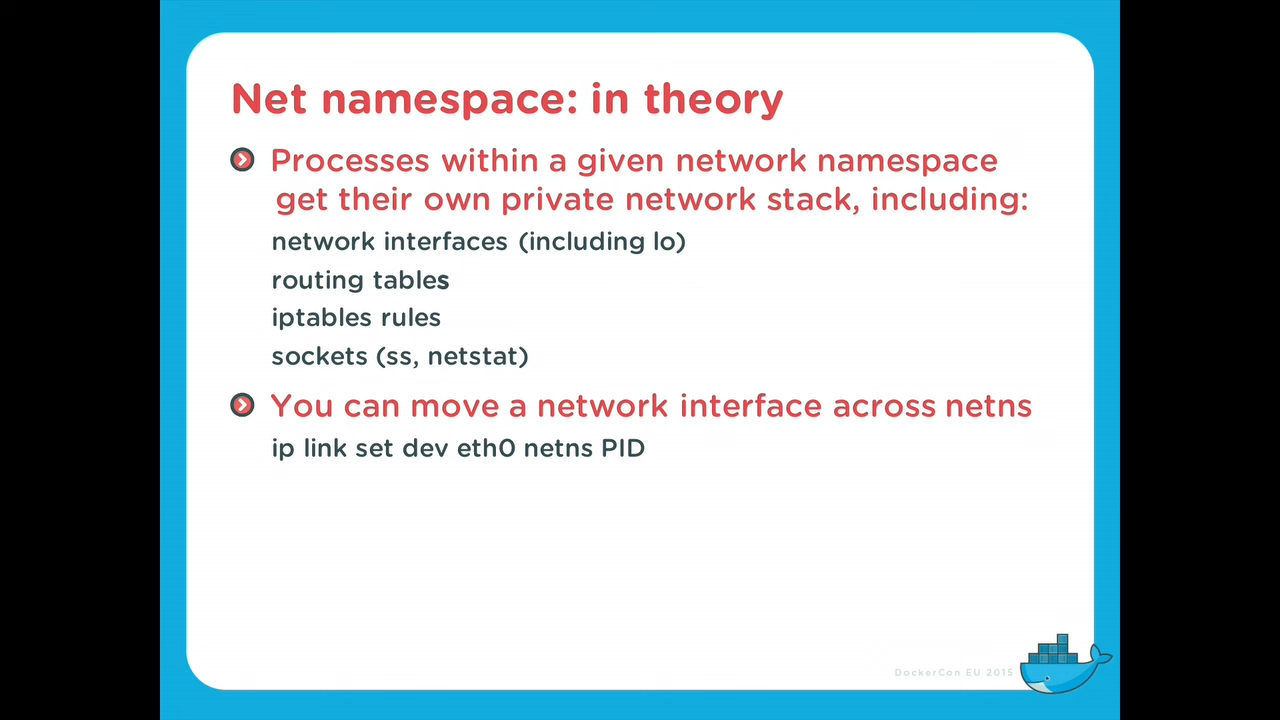 Net namespace: in theory
Processes within a given network namespace
get their own private network stack, including:
network interfaces (including lo)
routing tables
iptables rules
sockets (ss, netstat)
You can move a network interface across netns
ip link set dev eth0 netns PID
DockerCon EU 2015